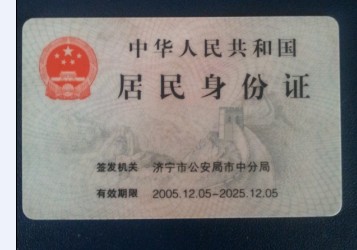 中华人民共和国
居民身份证
签发机关 济宁市公安局市中分局
有效期限 2005.12.05-2025.12.05